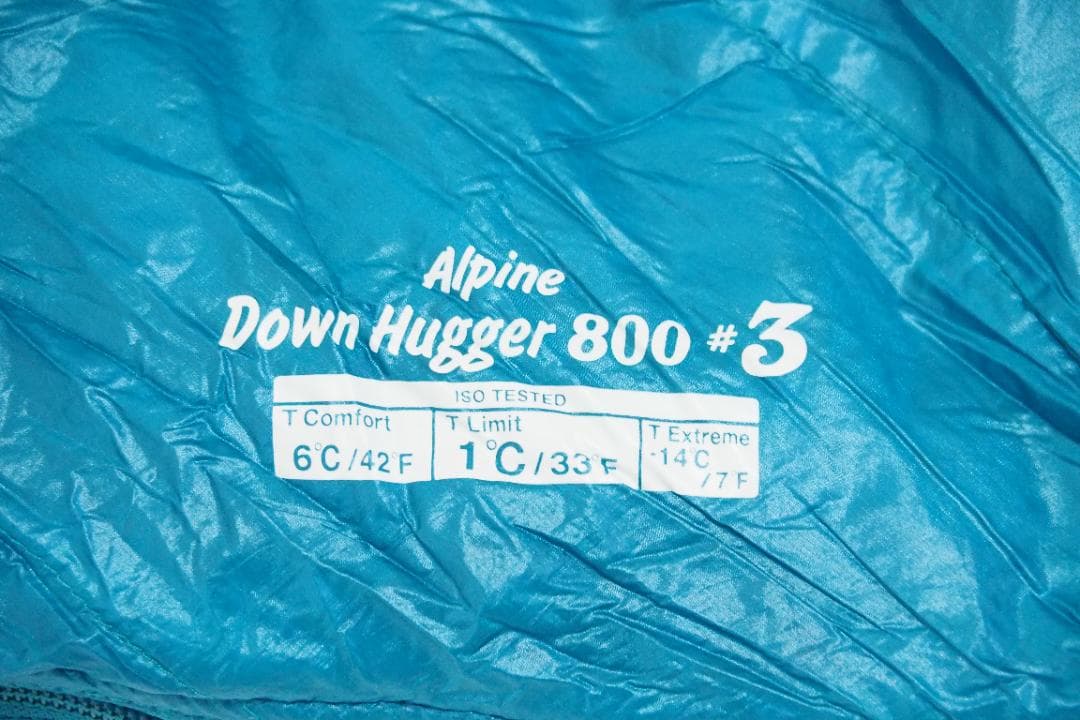 Alpine
Down Hugger 800 #3
ISO TESTED
T Comfort
6°C/42°F
T Limit
1°C/33°F
T Extreme
-14°C
/7°F